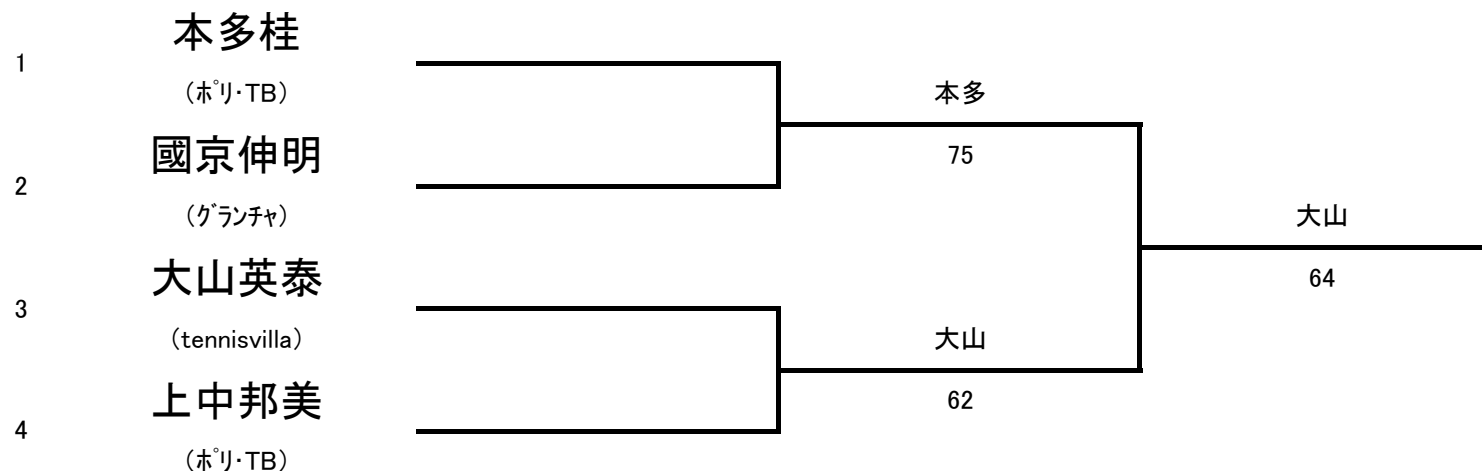 本多桂
1
(ﾎﾟﾘ･TB)
本多
國京伸明
75
2
(ｸﾞランチャ)
大山
大山英泰
64
3
(tennisvilla)
大山
上中邦美
62
4
(ﾎﾟﾘ･TB)